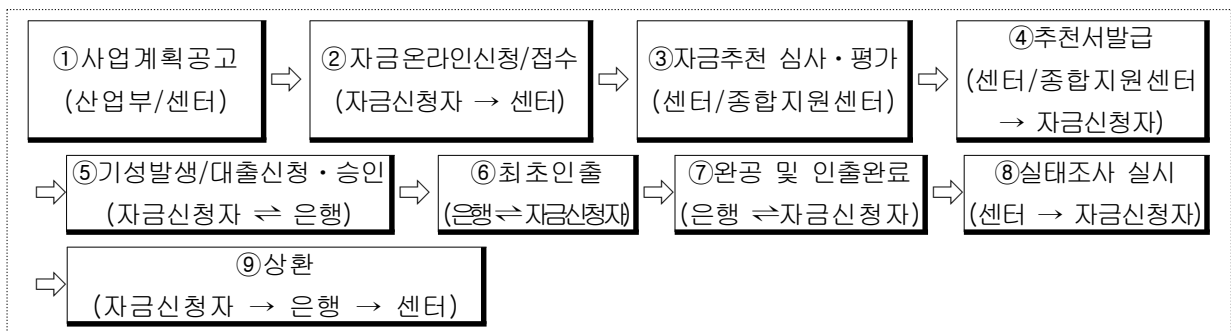 ①사업계획공고
(산업부/센터)
⇨
②자금온라인신청/접수
(자금신청자 → 센터)
⇨
③자금추천 심사・평가
(센터/종합지원센터)
⇨
④추천서발급
(센터/종합지원센터
→ 자금신청자)
⇨
⑤기성발생/대출신청・승인
(자금신청자 ⇌ 은행)
⇨
⑥최초인출
(은행⇌자금신청자)
⇨
⑦완공 및 인출완료
(은행 ⇌자금신청자)
⇨
⑧실태조사 실시
(센터 → 자금신청자)
⇨
⑨상환
(자금신청자 → 은행 → 센터)